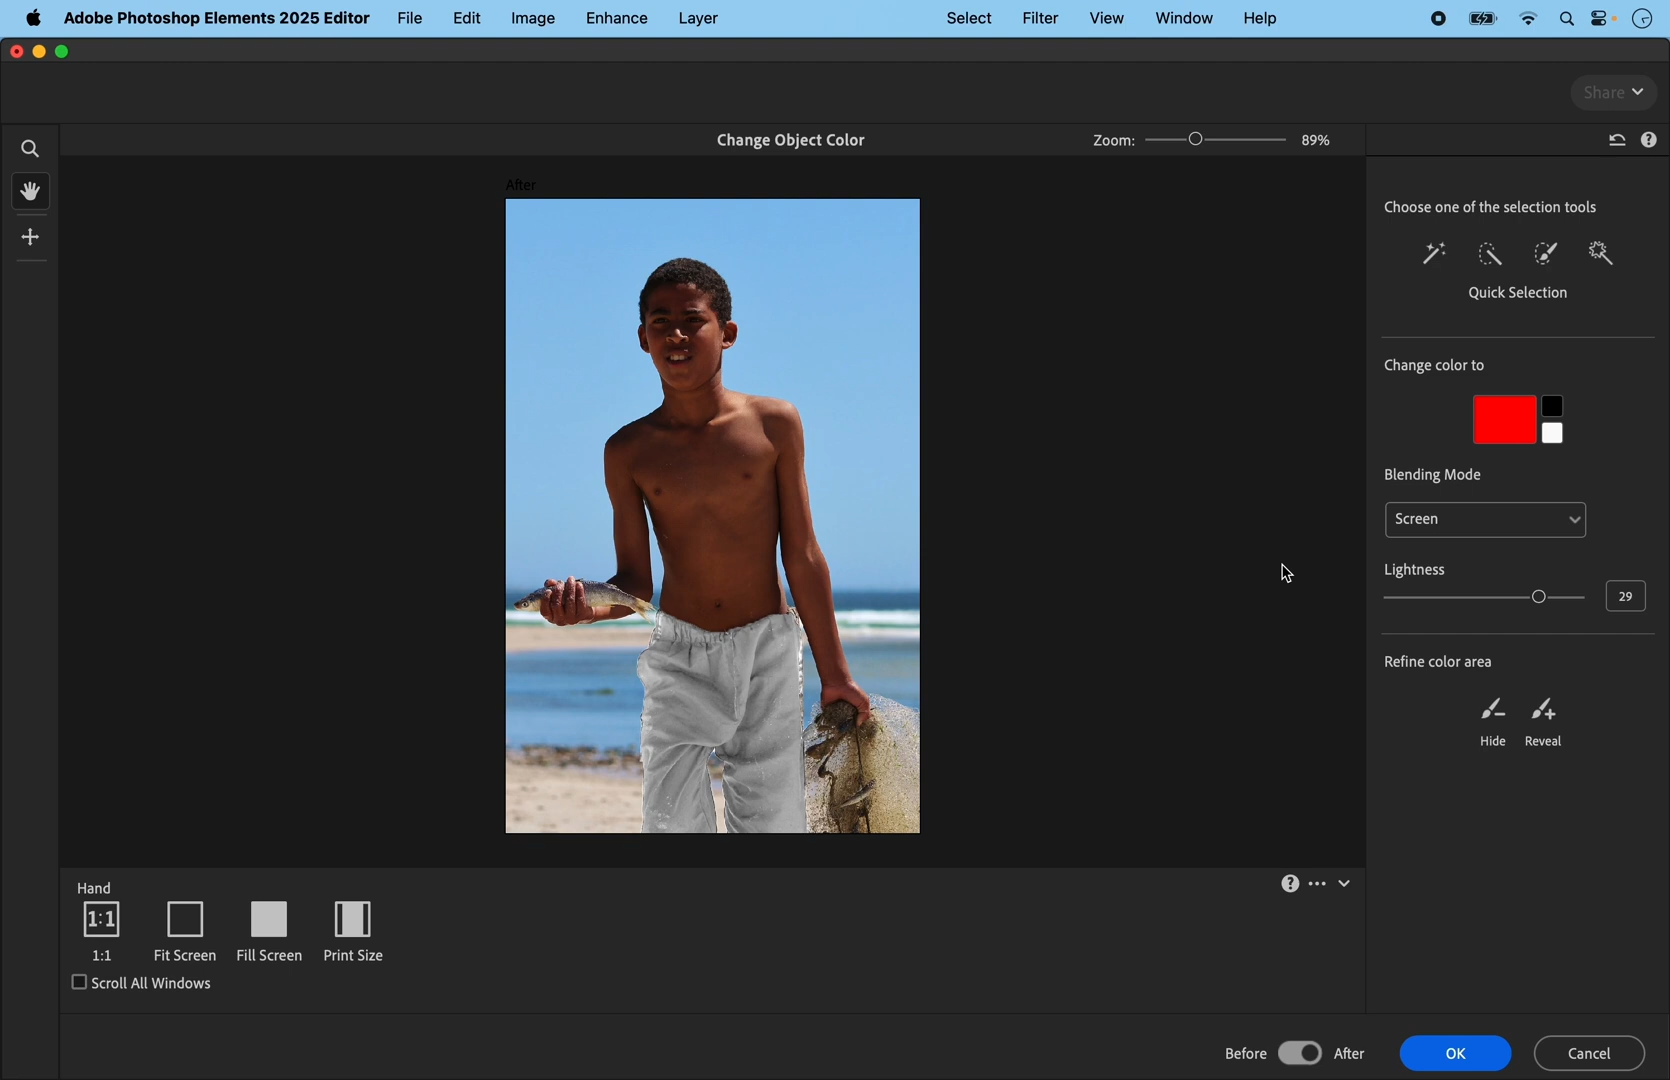 Adobe Photoshop Elements 2025 Editor File Edit Image Enhance Layer Select Filter View Window Help
Share
Change Object Color Zoom: 89%
After
Choose one of the selection tools
Quick Selection
Change color to
Blending Mode
Screen
Lightness
29
Refine color area
Hide Reveal
Hand
1:1
1:1 Fit Screen Fill Screen Print Size
Scroll All Windows
Before After OK Cancel